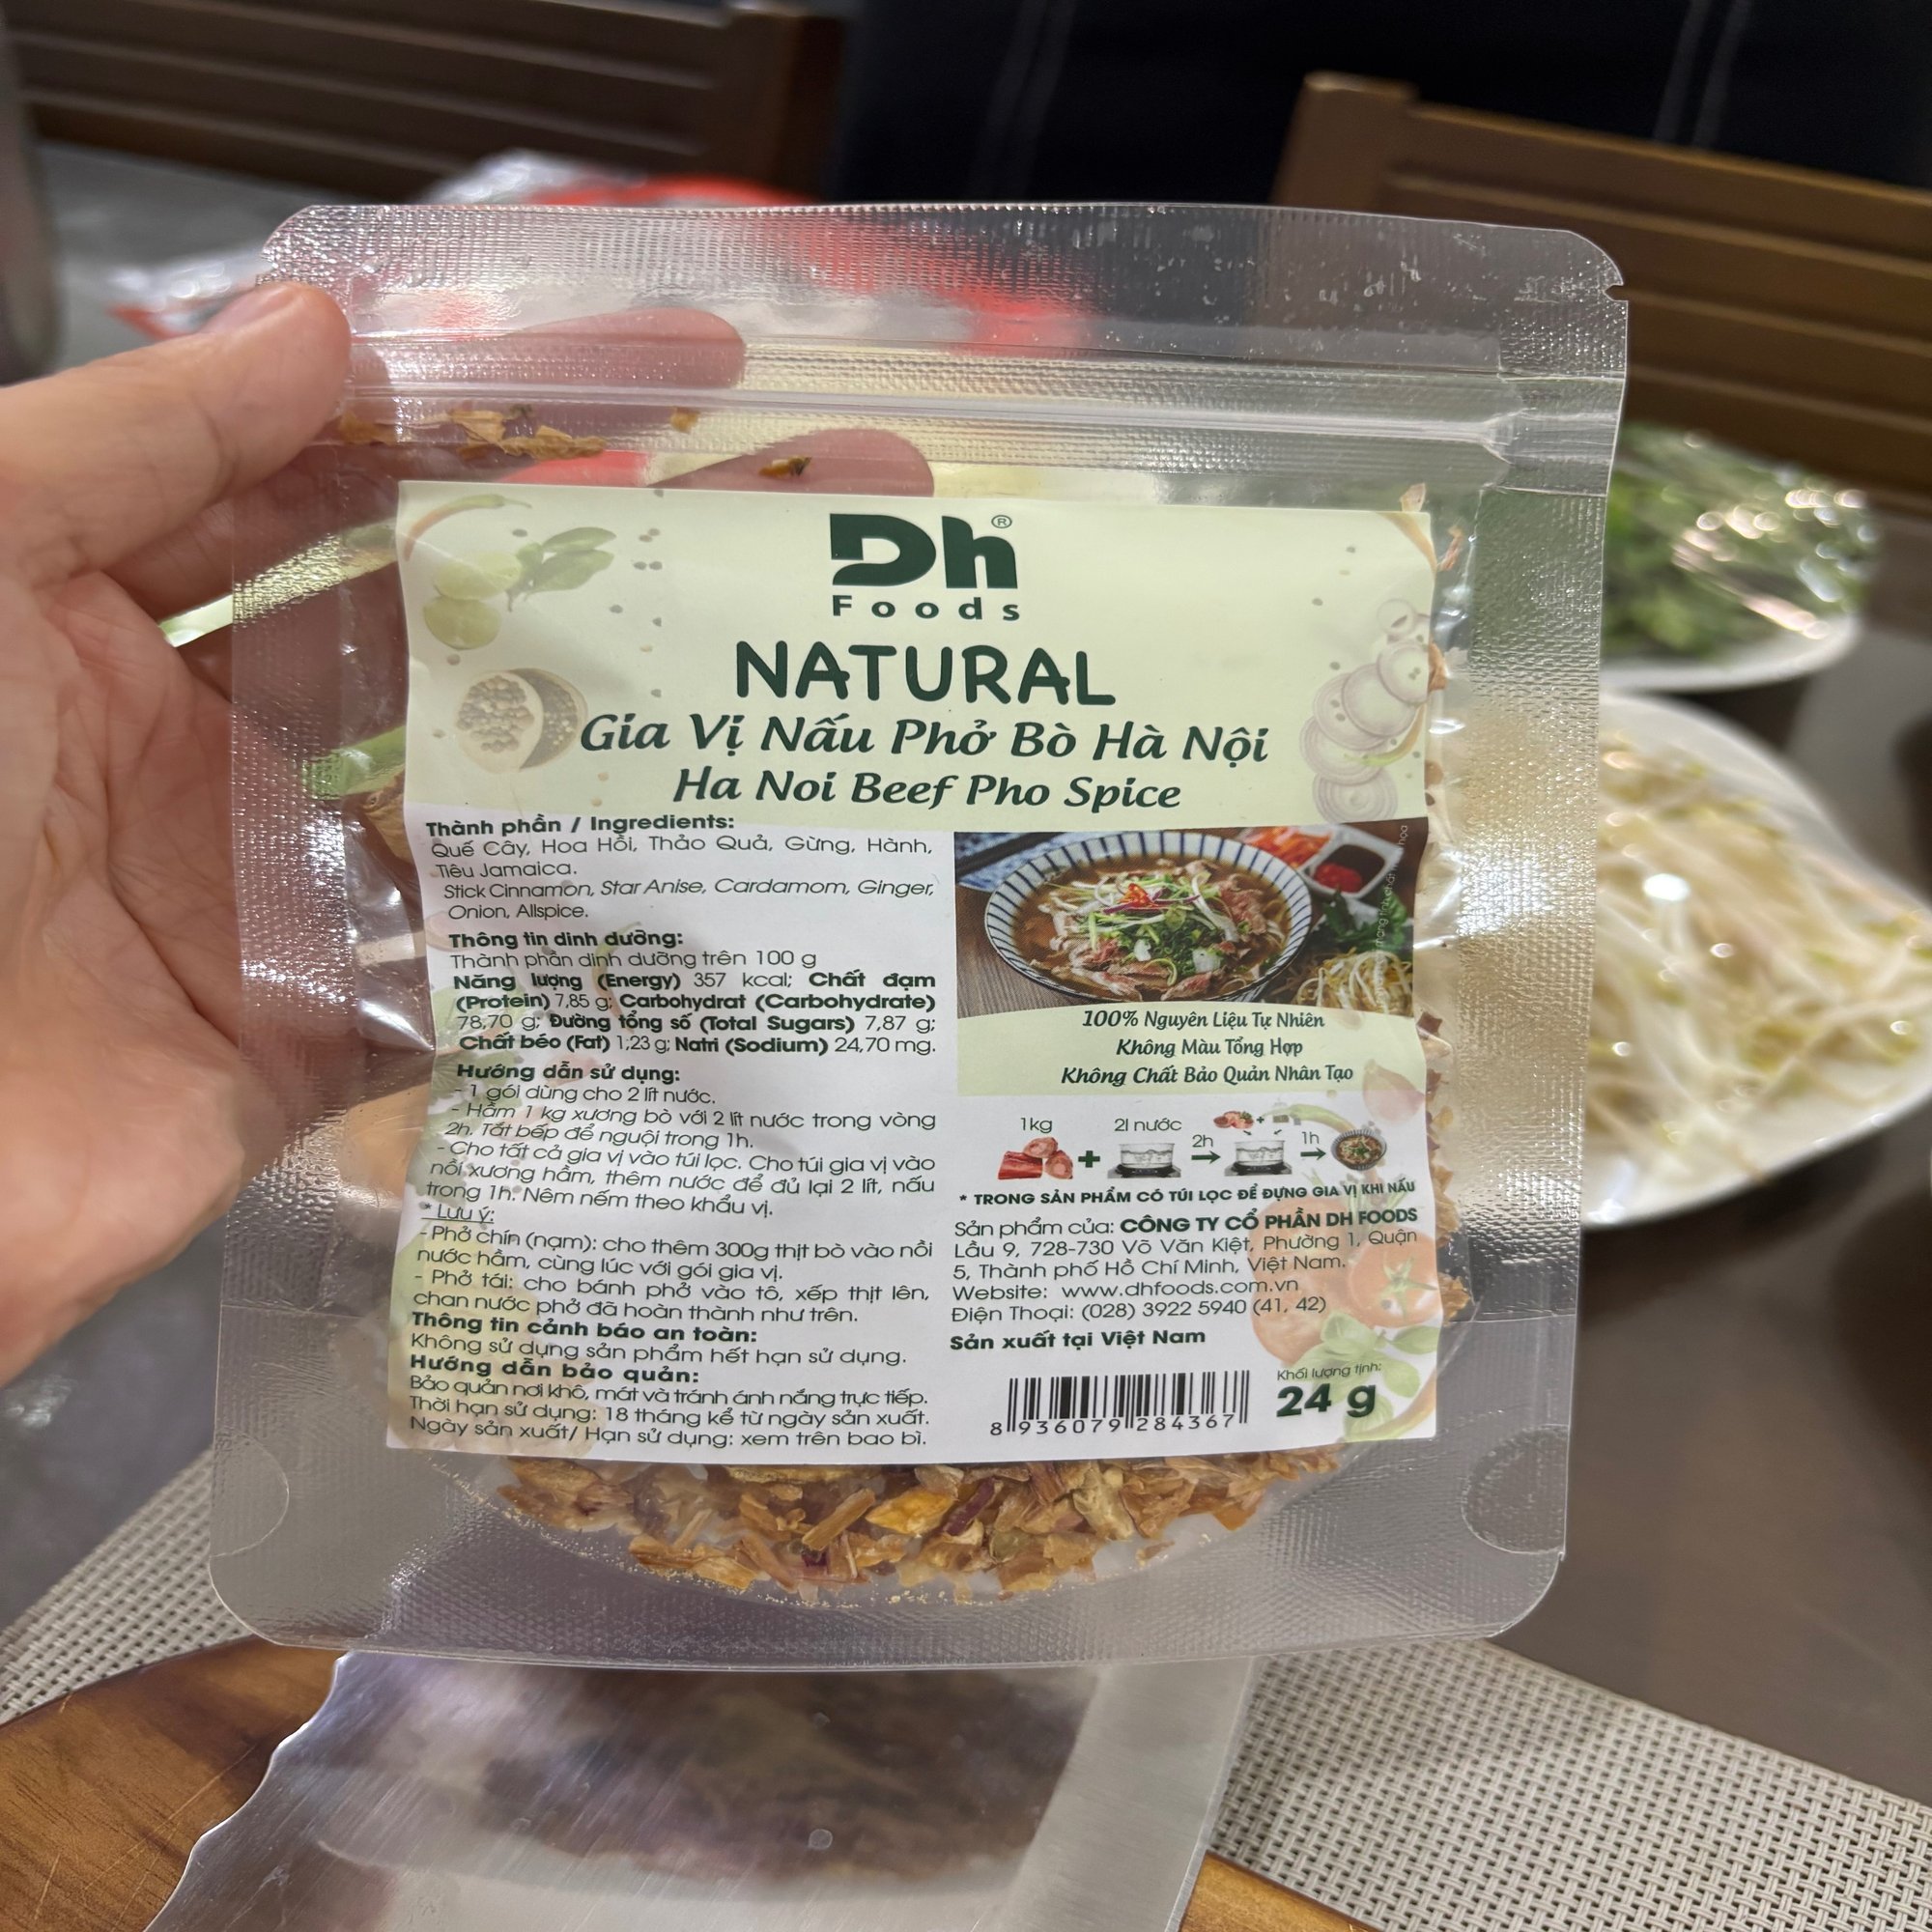 Dh®
Foods
NATURAL
Gia Vị Nấu Phở Bò Hà Nội
Ha Noi Beef Pho Spice
Thành phần / Ingredients:
Quế Cây, Hoa Hồi, Thảo Quả, Gừng, Hành,
Tiêu Jamaica.
Stick Cinnamon, Star Anise, Cardamom, Ginger,
Onion, Allspice.
Thông tin dinh dưỡng:
Thành phần dinh dưỡng trên 100 g
Năng lượng (Energy) 357 kcal; Chất đạm
(Protein) 7,85 g; Carbohydrat (Carbohydrate)
78,70 g; Đường tổng số (Total Sugars) 7,87 g;
Chất béo (Fat) 1,23 g; Natri (Sodium) 24,70 mg.
Hướng dẫn sử dụng:
- 1 gói dùng cho 2 lít nước.
- Hầm 1 kg xương bò với 2 lít nước trong vòng
2h. Tắt bếp để nguội trong 1h.
- Cho tất cả gia vị vào túi lọc. Cho túi gia vị vào
nồi xương hầm, thêm nước để đủ lại 2 lít, nấu
trong 1h. Nêm nếm theo khẩu vị.
* Lưu ý:
- Phở chín (nạm): cho thêm 300g thịt bò vào nồi
nước hầm, cùng lúc với gói gia vị.
- Phở tái: cho bánh phở vào tô, xếp thịt lên,
chan nước phở đã hoàn thành như trên.
Thông tin cảnh báo an toàn:
Không sử dụng sản phẩm hết hạn sử dụng.
Hướng dẫn bảo quản:
Bảo quản nơi khô, mát và tránh ánh nắng trực tiếp.
Thời hạn sử dụng: 18 tháng kể từ ngày sản xuất.
Ngày sản xuất/ Hạn sử dụng: xem trên bao bì.
100% Nguyên Liệu Tự Nhiên
Không Màu Tổng Hợp
Không Chất Bảo Quản Nhân Tạo
1kg 2l nước 2h 1h
* TRONG SẢN PHẨM CÓ TÚI LỌC ĐỂ ĐỰNG GIA VỊ KHI NẤU
Sản phẩm của: CÔNG TY CỔ PHẦN DH FOODS
Lầu 9, 728-730 Võ Văn Kiệt, Phường 1, Quận
5, Thành phố Hồ Chí Minh, Việt Nam.
Website: www.dhfoods.com.vn
Điện Thoại: (028) 3922 5940 (41, 42)
Sản xuất tại Việt Nam
8 936079 284367
Khối lượng tịnh:
24 g